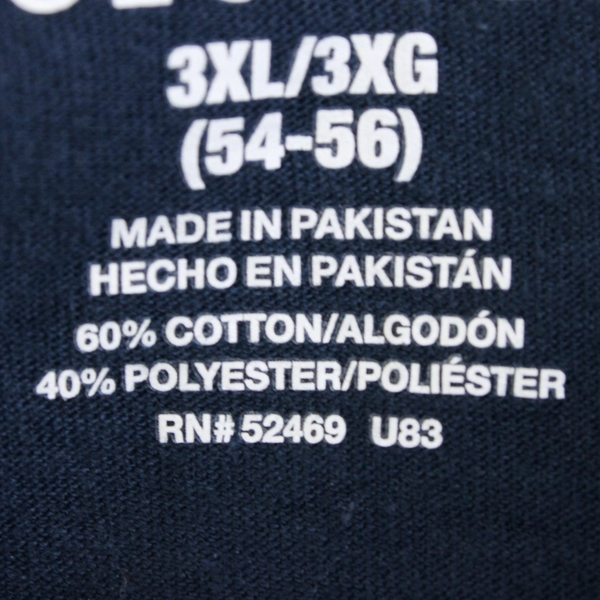 3XL/3XG
(54-56)
MADE IN PAKISTAN
HECHO EN PAKISTÁN
60% COTTON/ALGODÓN
40% POLYESTER/POLIÉSTER
RN# 52469 U83